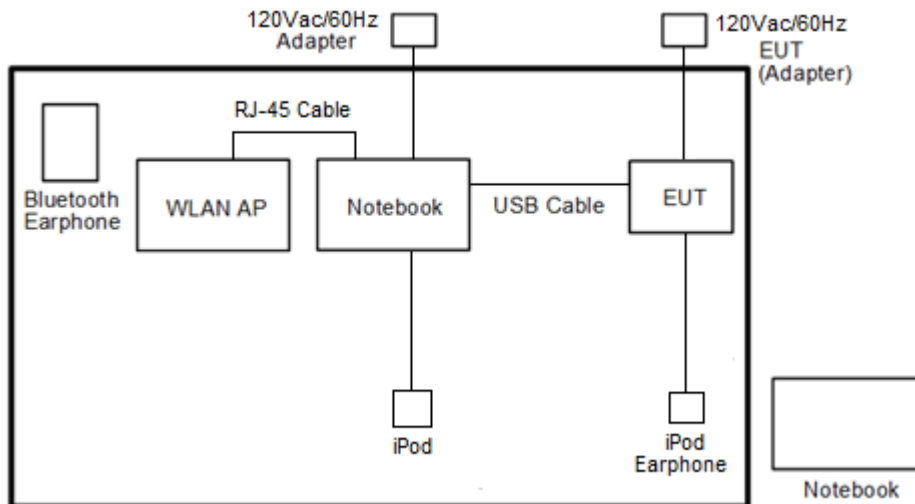 120Vac/60Hz
Adapter
120Vac/60Hz
EUT
(Adapter)
RJ-45 Cable
Bluetooth
Earphone
WLAN AP
Notebook
USB Cable
EUT
iPod
iPod
Earphone
Notebook